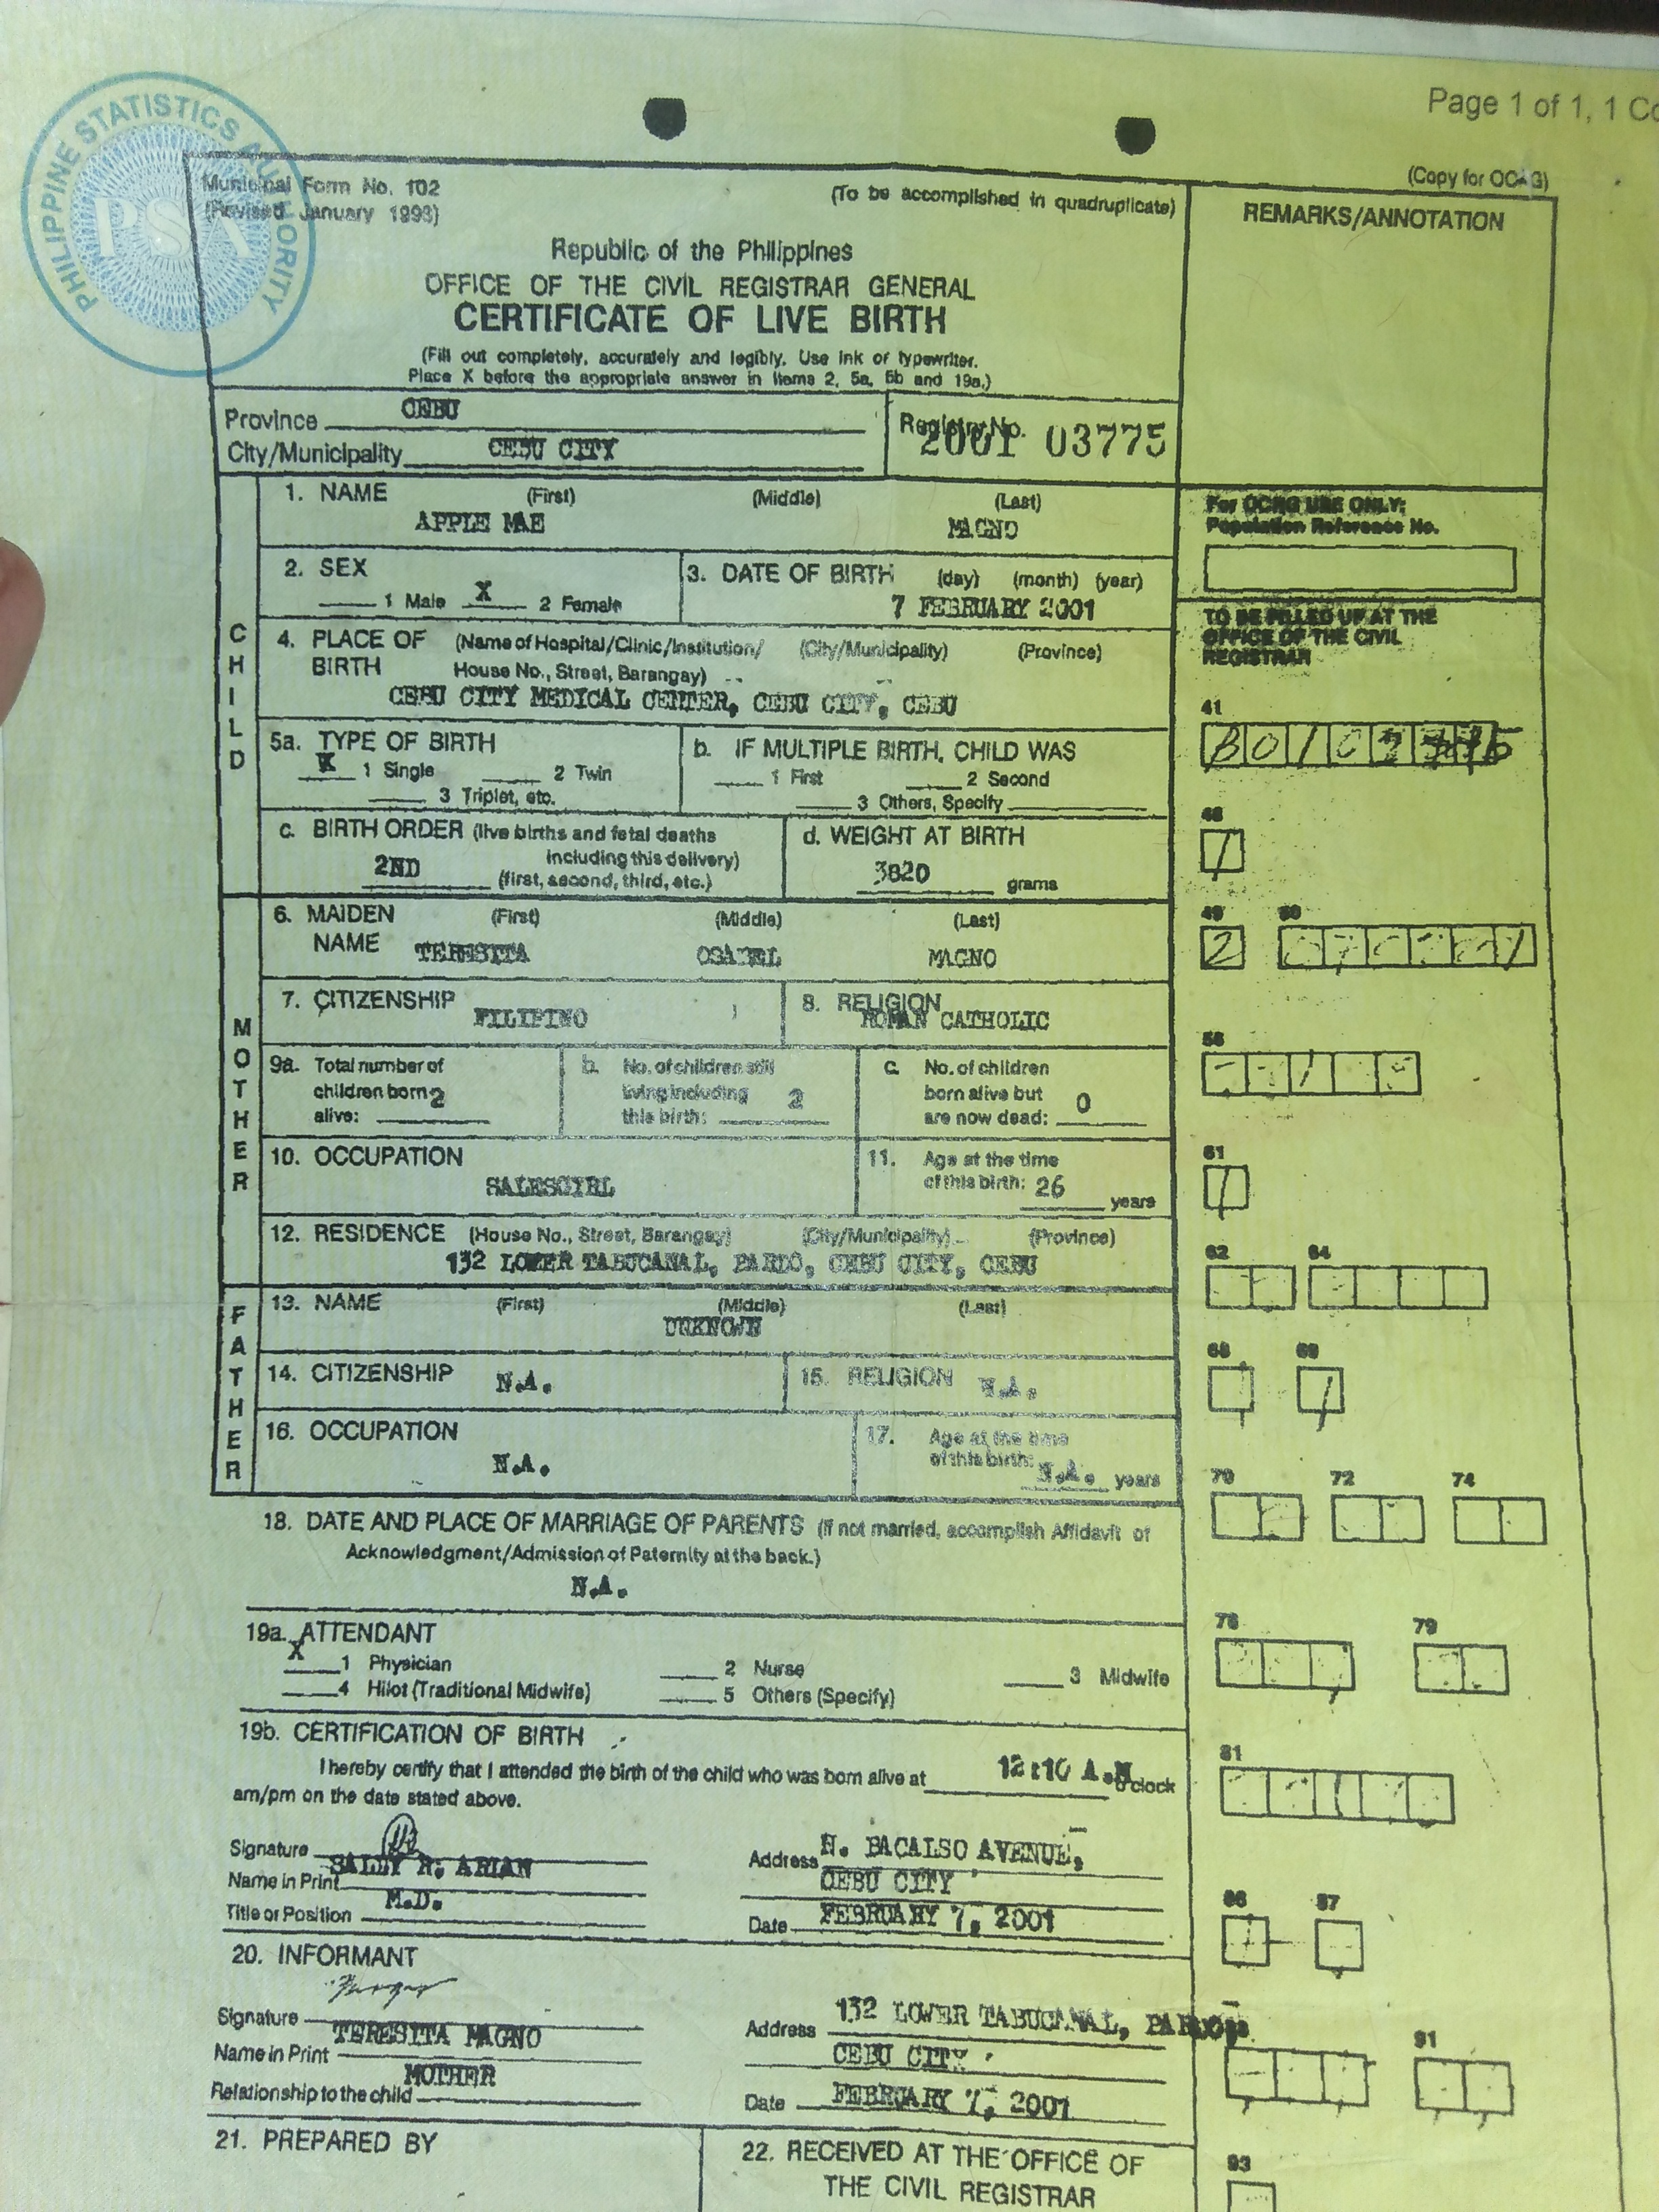 PHILIPPINE STATISTICS AUTHORITY
PSA
Page 1 of 1, 1 Co
(Copy for OCRG)
Municipal Form No. 102
(Revised January 1993)
(To be accomplished in quadruplicate)
REMARKS/ANNOTATION
Republic of the Philippines
OFFICE OF THE CIVIL REGISTRAR GENERAL
CERTIFICATE OF LIVE BIRTH
(Fill out completely, accurately and legibly. Use ink or typewriter.
Place X before the appropriate answer in items 2, 5a, 5b and 19a.)
Province CEBU
City/Municipality CEBU CITY
Registry No. 2001 03775
CHILD
1. NAME (First) (Middle) (Last)
APPLE MAE MAGNO
For OCRG USE ONLY:
Population Reference No.
2. SEX
1 Male X 2 Female
3. DATE OF BIRTH (day) (month) (year)
7 FEBRUARY 2001
TO BE FILLED UP AT THE
OFFICE OF THE CIVIL
REGISTRAR
4. PLACE OF (Name of Hospital/Clinic/Institution/ (City/Municipality) (Province)
BIRTH House No., Street, Barangay)
CEBU CITY MEDICAL CENTER, CEBU CITY, CEBU
41
5a. TYPE OF BIRTH
X 1 Single 2 Twin
3 Triplet, etc.
b. IF MULTIPLE BIRTH, CHILD WAS
1 First 2 Second
3 Others, Specify
48
c. BIRTH ORDER (live births and fetal deaths
including this delivery)
2ND (first, second, third, etc.)
d. WEIGHT AT BIRTH
3820 grams
MOTHER
6. MAIDEN (First) (Middle) (Last)
NAME TERESITA MAGNO
49 50
2
7. CITIZENSHIP
FILIPINO
8. RELIGION
ROMAN CATHOLIC
56
9a. Total number of
children born 2
alive:
b. No. of children still
living including 2
this birth:
c. No. of children
born alive but
are now dead: 0
10. OCCUPATION
SALESGIRL
11. Age at the time
of this birth: 26 years
61
12. RESIDENCE (House No., Street, Barangay) (City/Municipality) (Province)
132 LOWER TABUCANAL, PARDO, CEBU CITY, CEBU
62 64
FATHER
13. NAME (First) (Middle) (Last)
UNKNOWN
14. CITIZENSHIP N.A.
15. RELIGION N.A.
68 69
16. OCCUPATION
N.A.
17. Age at the time
of this birth: N.A. years
70 72 74
18. DATE AND PLACE OF MARRIAGE OF PARENTS (If not married, accomplish Affidavit of
Acknowledgment/Admission of Paternity at the back.)
N.A.
19a. ATTENDANT
X 1 Physician 2 Nurse 3 Midwife
4 Hilot (Traditional Midwife) 5 Others (Specify)
79
19b. CERTIFICATION OF BIRTH
I hereby certify that I attended the birth of the child who was born alive at 12:10 A.M o'clock
am/pm on the date stated above.
81
Signature
Name in Print SALLY R. ARIAN
Title or Position M.D.
Address N. BACALSO AVENUE,
CEBU CITY
Date FEBRUARY 7, 2001
86 87
20. INFORMANT
Signature
Name in Print TERESITA MAGNO
Relationship to the child MOTHER
Address 132 LOWER TABUCANAL, PARDO,
CEBU CITY
Date FEBRUARY 7, 2001
91
21. PREPARED BY
22. RECEIVED AT THE OFFICE OF
THE CIVIL REGISTRAR
93